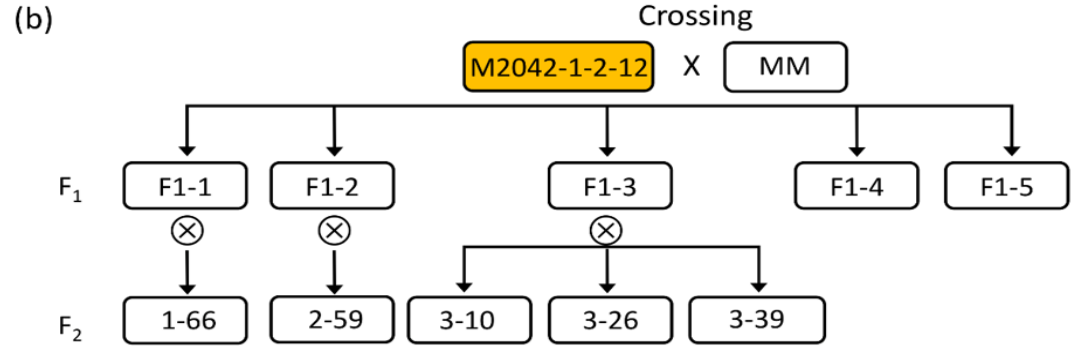 (b)
Crossing
M2042-1-2-12 X MM
F₁ F1-1 F1-2 F1-3 F1-4 F1-5
F₂ 1-66 2-59 3-10 3-26 3-39